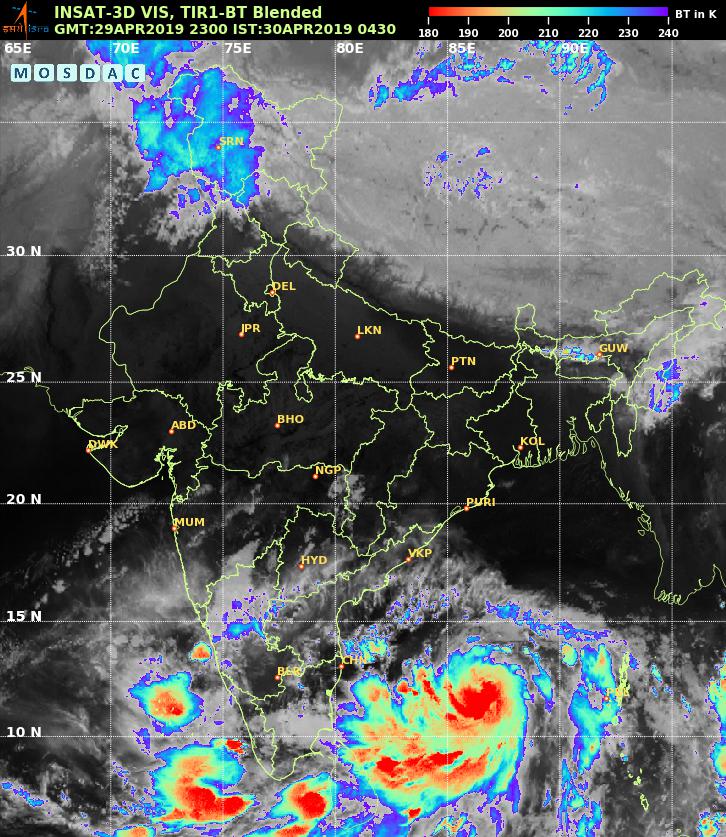 INSAT-3D VIS, TIR1-BT Blended
GMT:29APR2019 2300 IST:30APR2019 0430
BT in K
180 190 200 210 220 230 240
65E 70E 75E 80E 85E 90E
MOSDAC
SRN
30 N
DEL
JPR
LKN
GUW
PTN
25 N
ABD
BHO
DWK
KOL
NGP
20 N
PURI
MUM
VKP
HYD
15 N
CHN
BLR
10 N